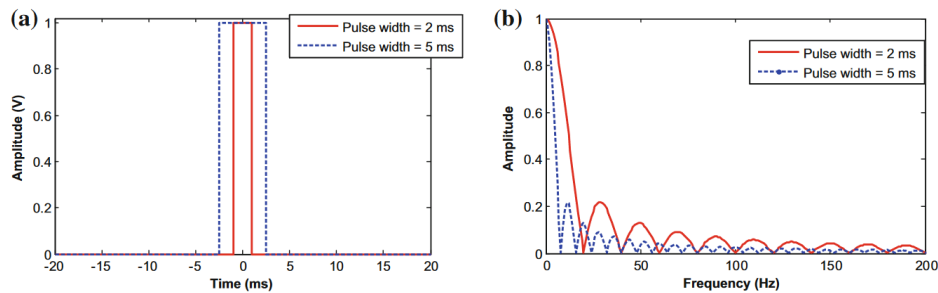 (a)
Pulse width = 2 ms
Pulse width = 5 ms
1
0.8
0.6
0.4
0.2
0
Amplitude (V)
-20 -15 -10 -5 0 5 10 15 20
Time (ms)
(b)
Pulse width = 2 ms
Pulse width = 5 ms
1
0.8
0.6
0.4
0.2
0
Amplitude
0 50 100 150 200
Frequency (Hz)